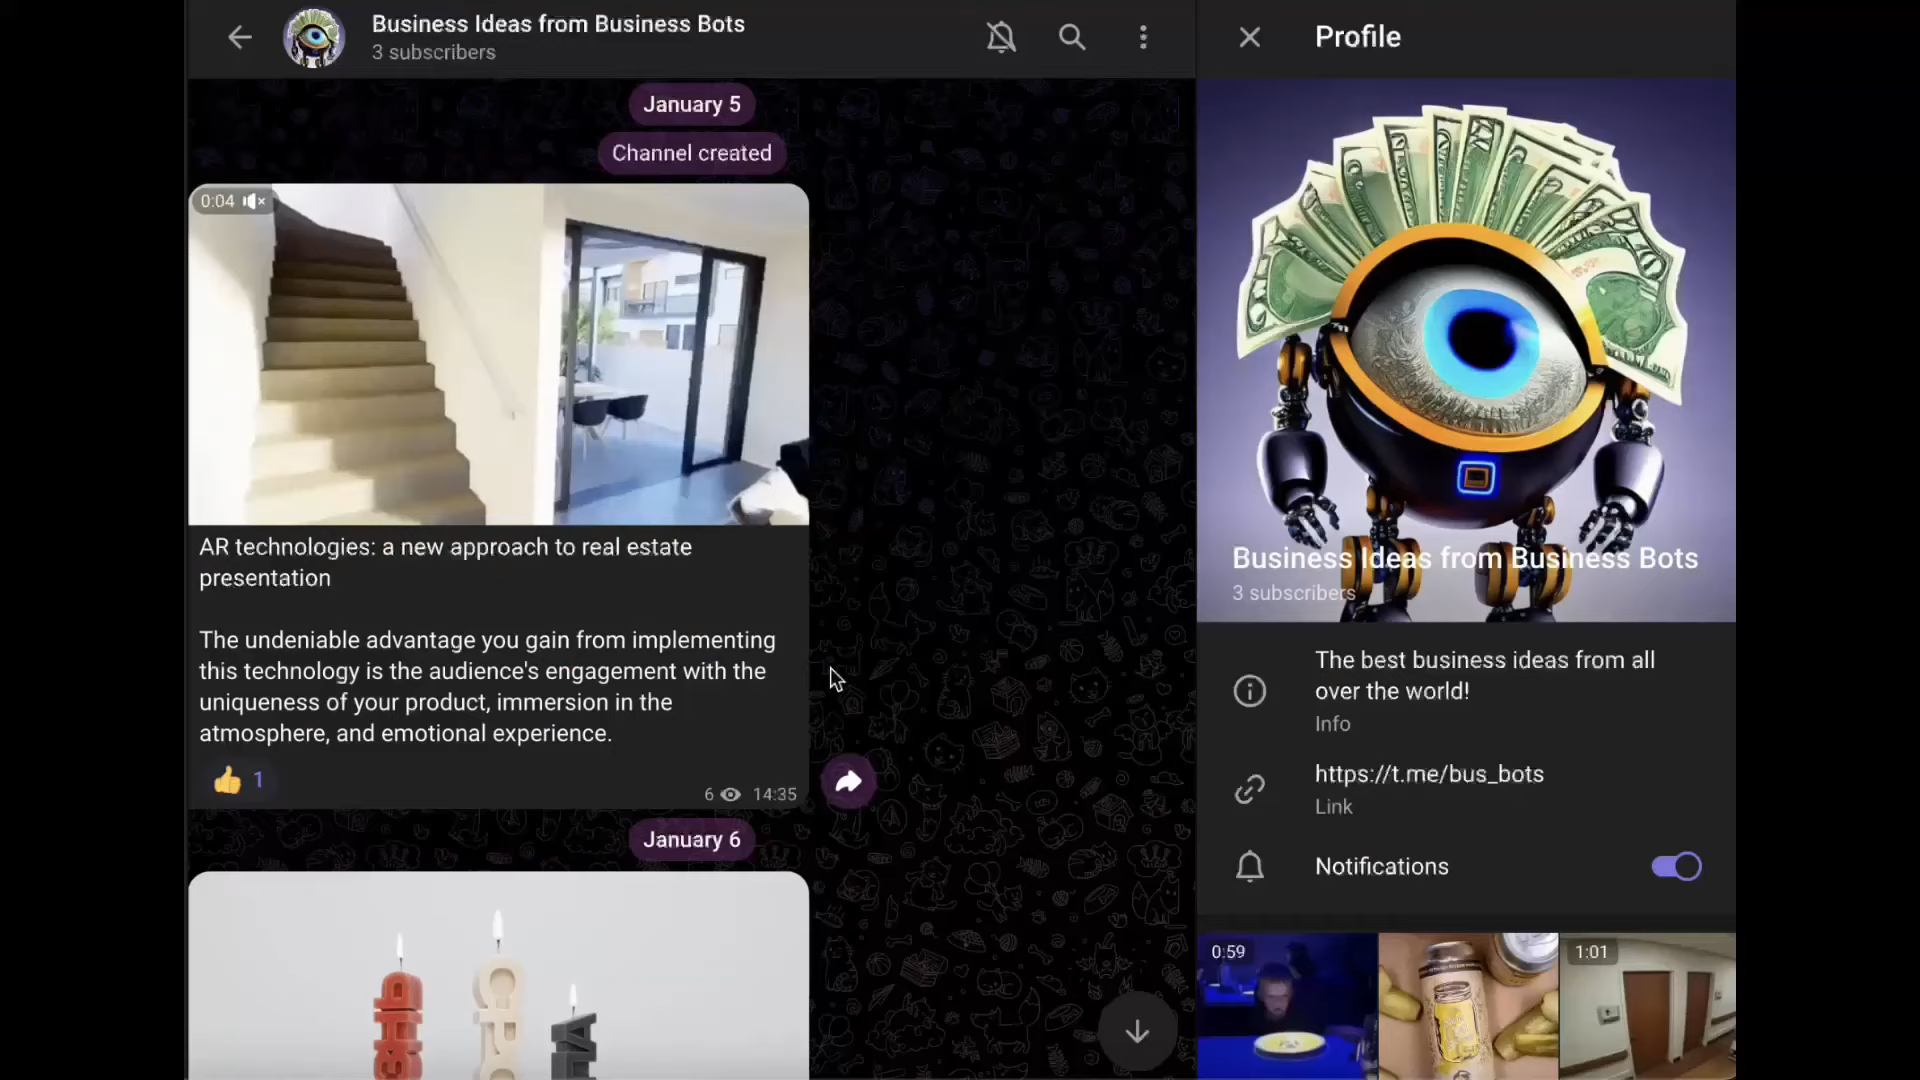 Business Ideas from Business Bots
3 subscribers
January 5
Channel created
0:04
AR technologies: a new approach to real estate
presentation
The undeniable advantage you gain from implementing
this technology is the audience's engagement with the
uniqueness of your product, immersion in the
atmosphere, and emotional experience.
👍 1
6 14:35
January 6
Profile
Business Ideas from Business Bots
3 subscribers
The best business ideas from all
over the world!
Info
https://t.me/bus_bots
Link
Notifications
0:59
1:01